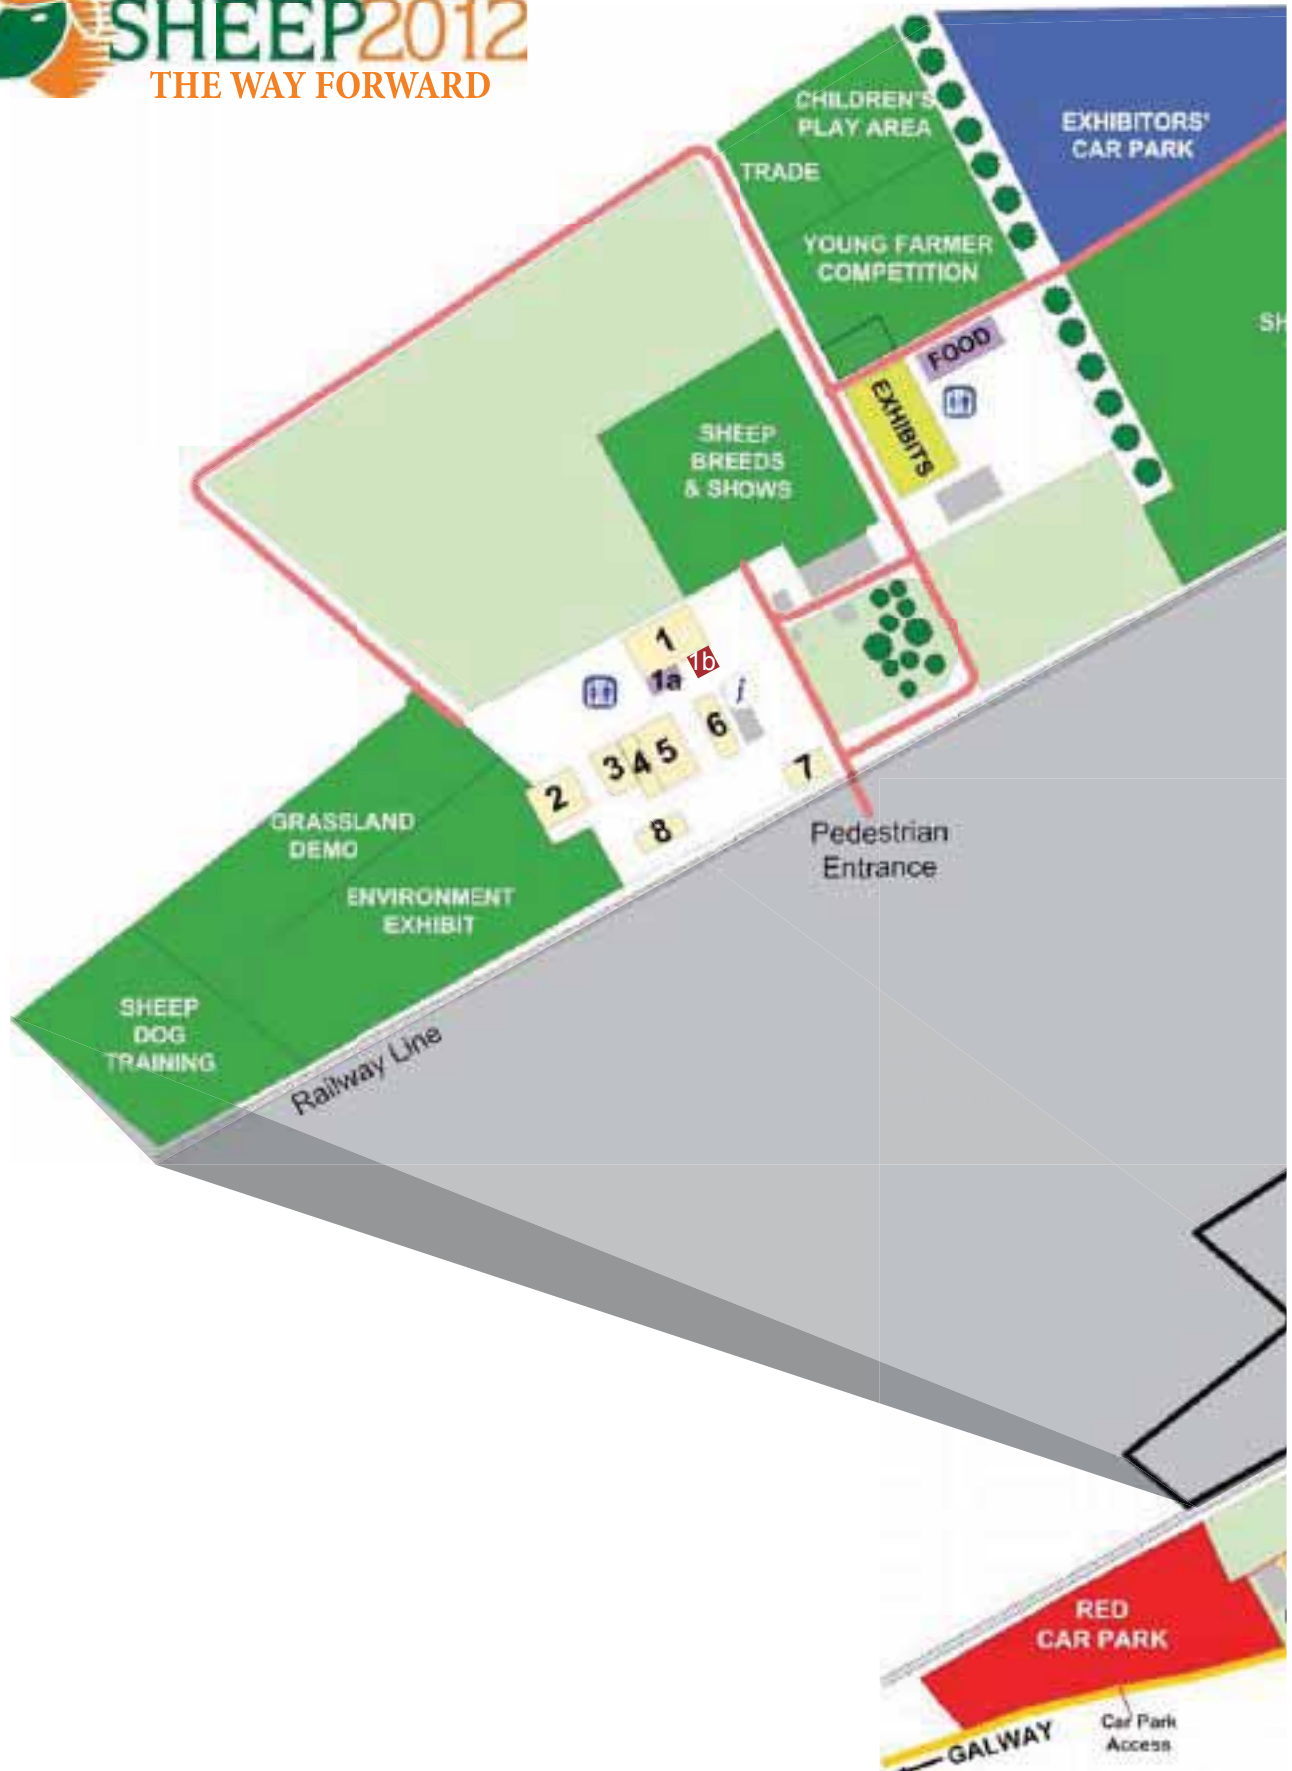 SHEEP2012
THE WAY FORWARD
CHILDREN'S
PLAY AREA
EXHIBITORS'
CAR PARK
TRADE
YOUNG FARMER
COMPETITION
SH
FOOD
EXHIBITS
SHEEP
BREEDS
& SHOWS
1
1b
1a
i
6
5
4
3
7
2
8
GRASSLAND
DEMO
Pedestrian
Entrance
ENVIRONMENT
EXHIBIT
SHEEP
DOG
TRAINING
Railway Line
RED
CAR PARK
Car Park
Access
GALWAY